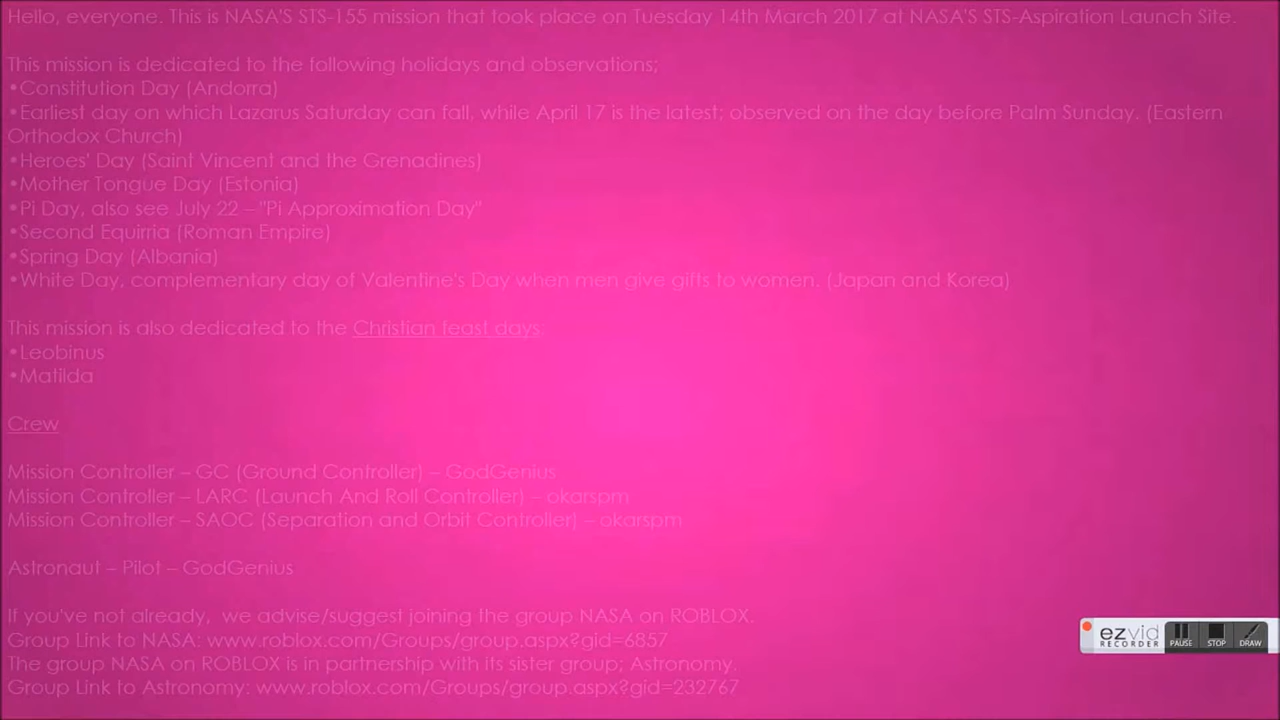 Hello, everyone. This is NASA'S STS-155 mission that took place on Tuesday 14th March 2017 at NASA'S STS-Aspiration Launch Site.
This mission is dedicated to the following holidays and observations;
•Constitution Day (Andorra)
•Earliest day on which Lazarus Saturday can fall, while April 17 is the latest; observed on the day before Palm Sunday. (Eastern
Orthodox Church)
•Heroes' Day (Saint Vincent and the Grenadines)
•Mother Tongue Day (Estonia)
•Pi Day, also see July 22 – "Pi Approximation Day"
•Second Equirria (Roman Empire)
•Spring Day (Albania)
•White Day, complementary day of Valentine's Day when men give gifts to women. (Japan and Korea)
This mission is also dedicated to the Christian feast days;
•Leobinus
•Matilda
Crew
Mission Controller – GC (Ground Controller) – GodGenius
Mission Controller – LARC (Launch And Roll Controller) – okarspm
Mission Controller – SAOC (Separation and Orbit Controller) – okarspm
Astronaut – Pilot – GodGenius
If you've not already,  we advise/suggest joining the group NASA on ROBLOX.
Group Link to NASA: www.roblox.com/Groups/group.aspx?gid=6857
The group NASA on ROBLOX is in partnership with its sister group; Astronomy.
Group Link to Astronomy: www.roblox.com/Groups/group.aspx?gid=232767
ezvid
RECORDER
PAUSE STOP DRAW